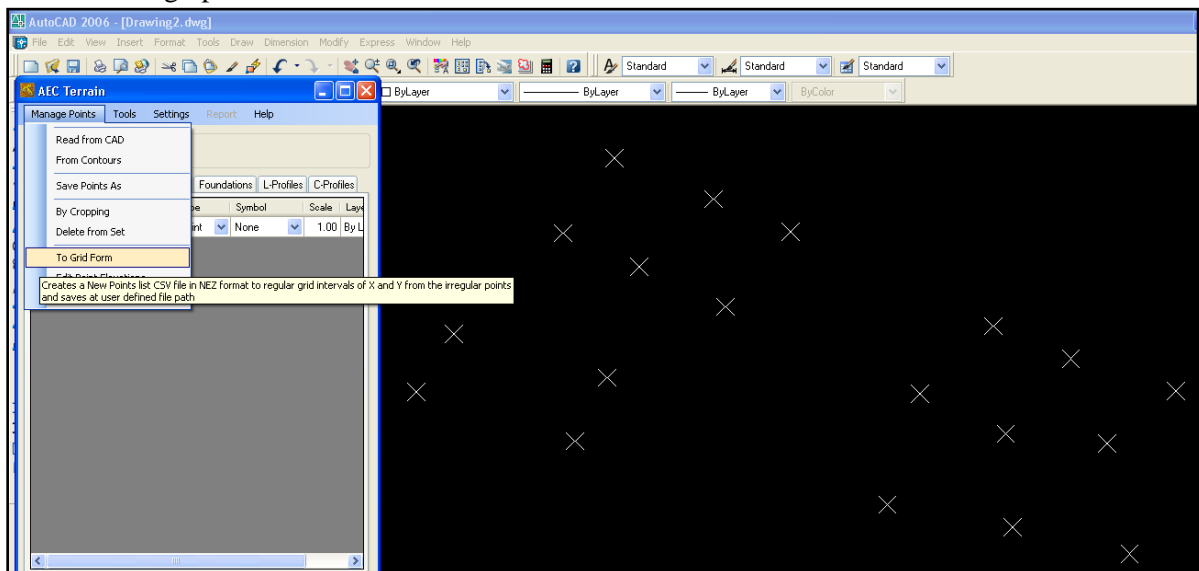 AutoCAD 2006 - [Drawing2.dwg]
File Edit View Insert Format Tools Draw Dimension Modify Express Window Help
Standard Standard Standard
AEC Terrain
ByLayer ByLayer ByLayer ByColor
Manage Points Tools Settings Report Help
Read from CAD
From Contours
Save Points As
Foundations L-Profiles C-Profiles
By Cropping
Symbol Scale
Delete from Set
None 1.00 By L
To Grid Form
Edit Point Elevations
Creates a New Points list CSV file in NEZ format to regular grid intervals of X and Y from the irregular points
and saves at user defined file path